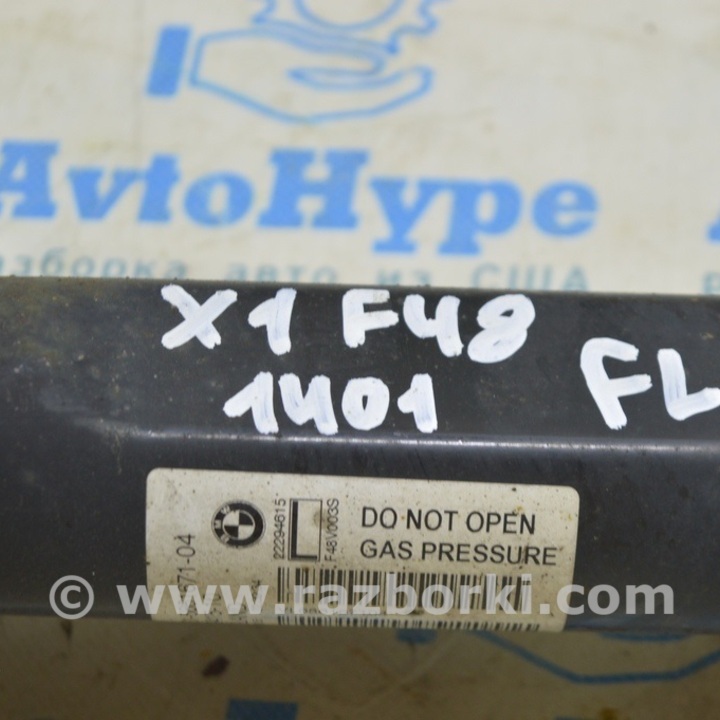 AvtoHype
азборка авто из США
X1 F48
1401
FL
71-04
22294615
F48V003S
DO NOT OPEN
GAS PRESSURE
© www.razborki.com